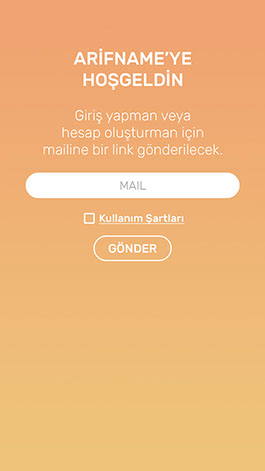 ARİFNAME'YE
HOŞGELDİN
Giriş yapman veya
hesap oluşturman için
mailine bir link gönderilecek.
MAIL
Kullanım Şartları
GÖNDER